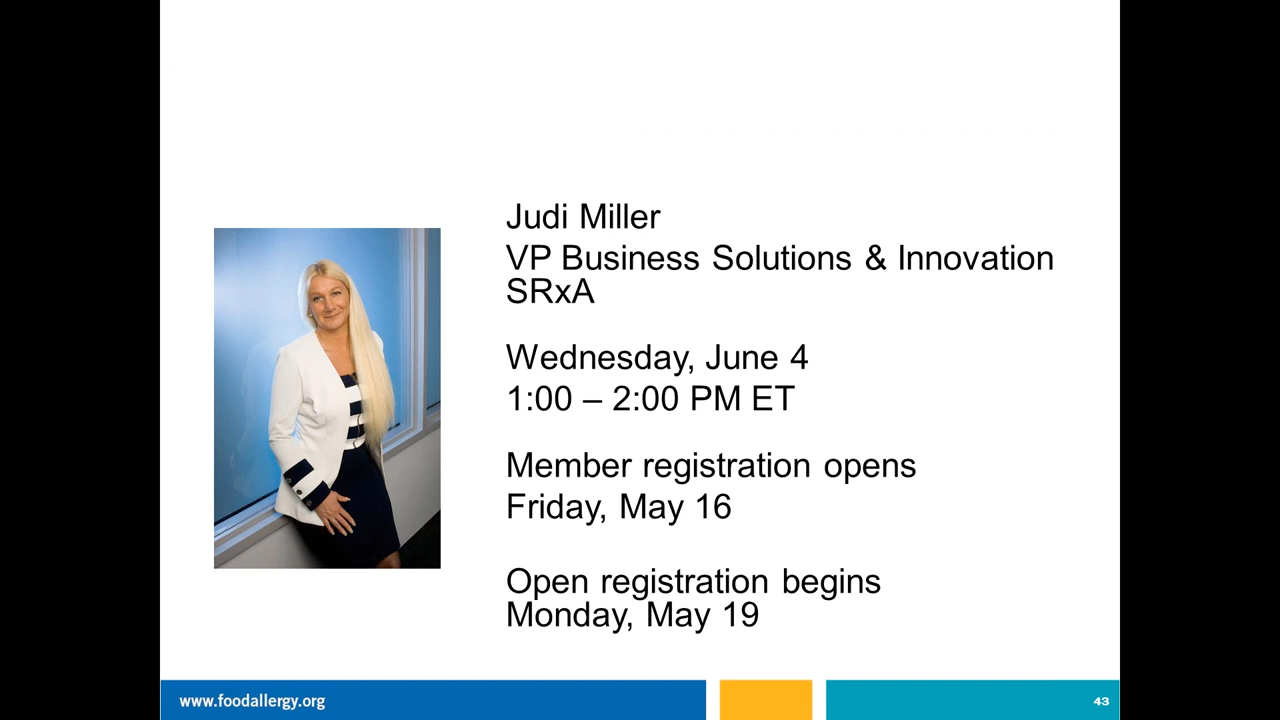 Judi Miller
VP Business Solutions & Innovation
SRxA
Wednesday, June 4
1:00 – 2:00 PM ET
Member registration opens
Friday, May 16
Open registration begins
Monday, May 19
www.foodallergy.org
43